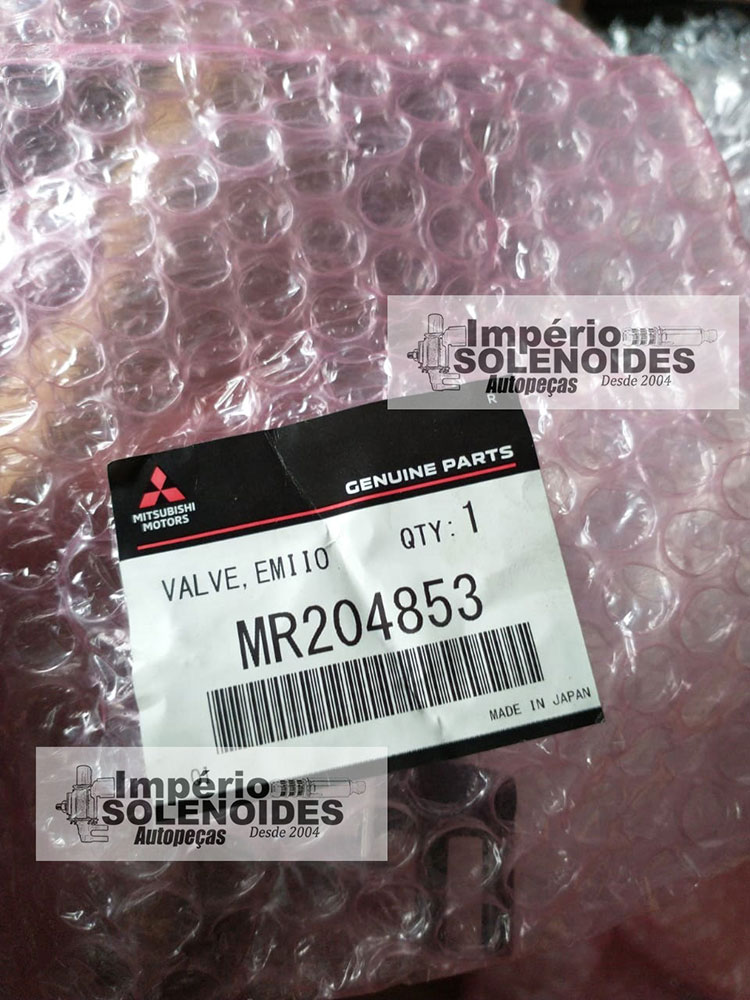 Império
SOLENOIDES
Autopeças Desde 2004
R
MITSUBISHI
MOTORS
GENUINE PARTS
VALVE, EMIIO QTY: 1
MR204853
MADE IN JAPAN
Império
SOLENOIDES
Autopeças Desde 2004